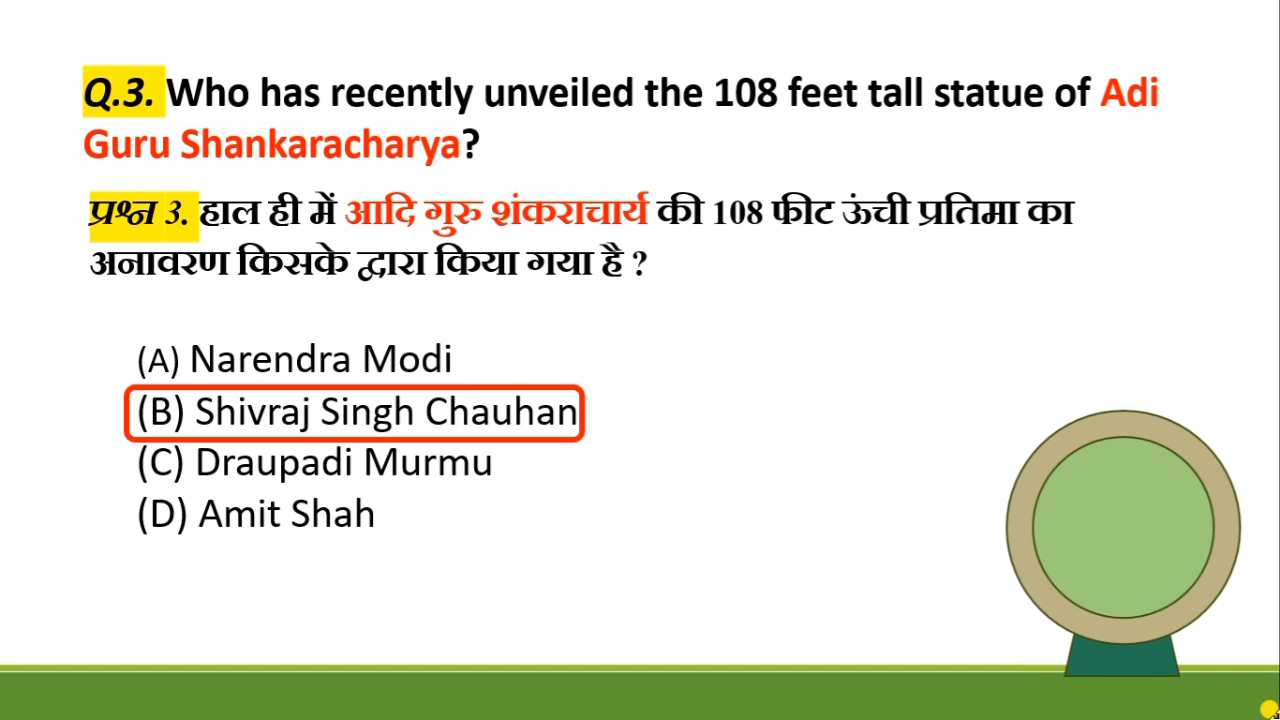 Q.3. Who has recently unveiled the 108 feet tall statue of Adi
Guru Shankaracharya?
प्रश्न 3. हाल ही में आदि गुरु शंकराचार्य की 108 फीट ऊंची प्रतिमा का
अनावरण किसके द्वारा किया गया है ?
(A) Narendra Modi
(B) Shivraj Singh Chauhan
(C) Draupadi Murmu
(D) Amit Shah